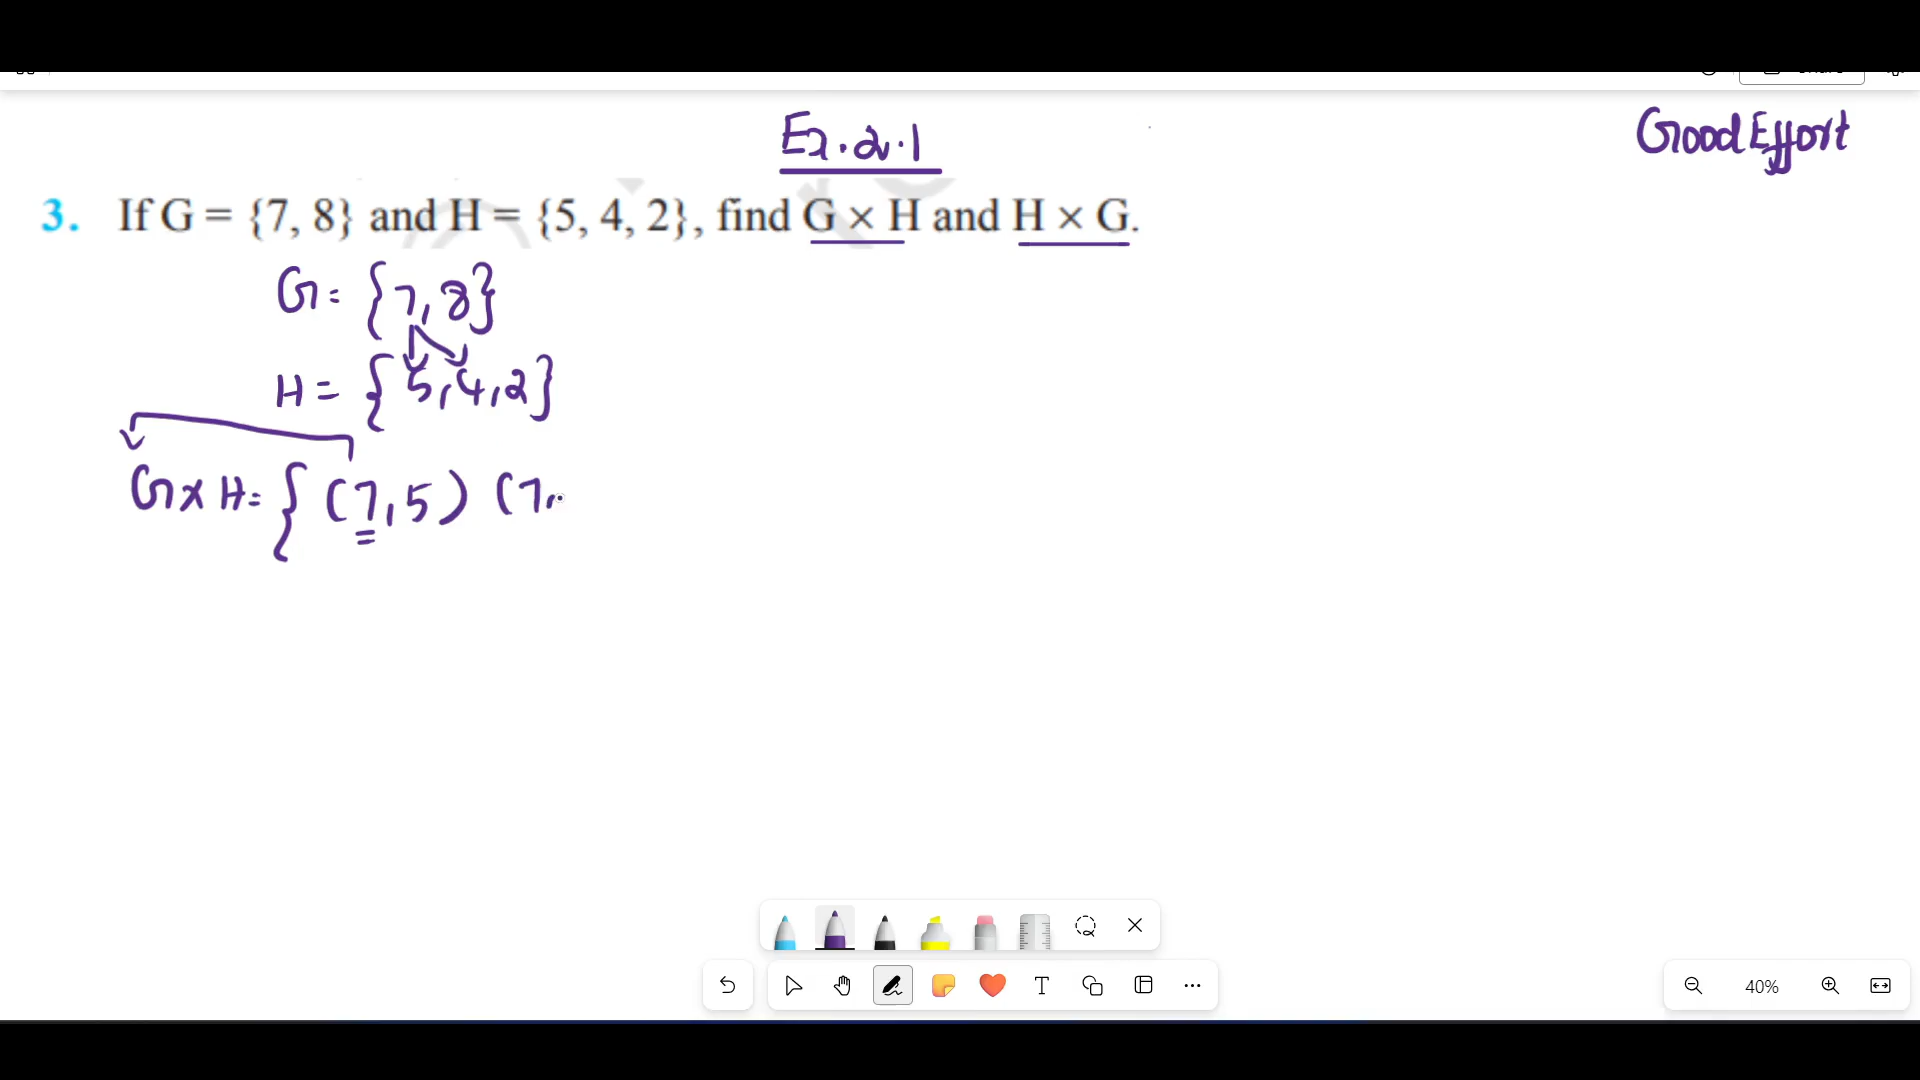 Ex.2.1
Good Effort
3. If G = {7, 8} and H = {5, 4, 2}, find G × H and H × G.
G = {7, 8}
H = {5, 4, 2}
G × H = { (7, 5) (7,
40%